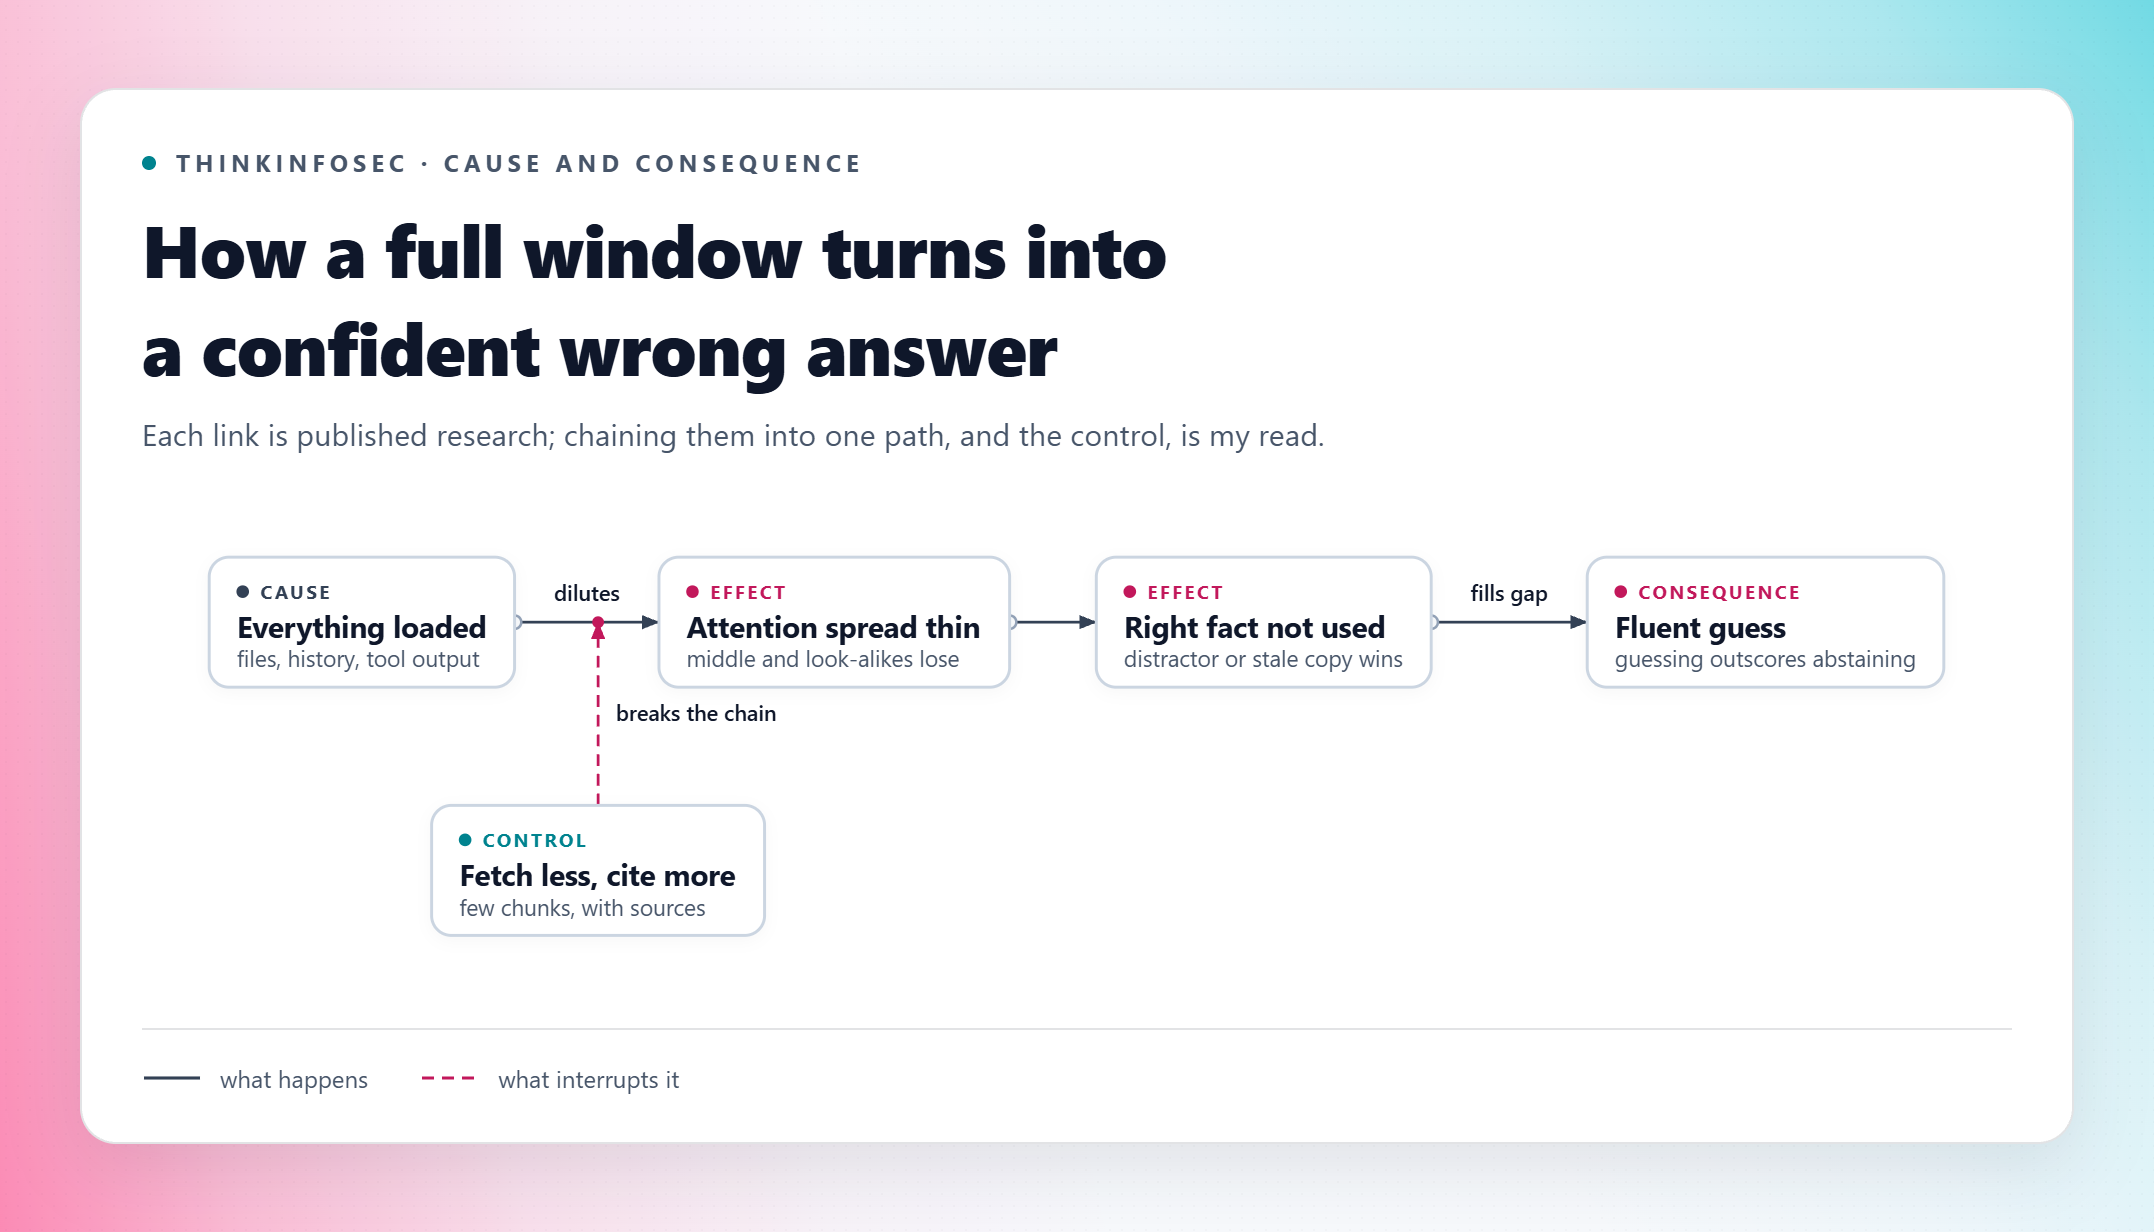 THINKINFOSEC · CAUSE AND CONSEQUENCE
How a full window turns into
a confident wrong answer
Each link is published research; chaining them into one path, and the control, is my read.
CAUSE
Everything loaded
files, history, tool output
dilutes
EFFECT
Attention spread thin
middle and look-alikes lose
EFFECT
Right fact not used
distractor or stale copy wins
fills gap
CONSEQUENCE
Fluent guess
guessing outscores abstaining
breaks the chain
CONTROL
Fetch less, cite more
few chunks, with sources
what happens
what interrupts it